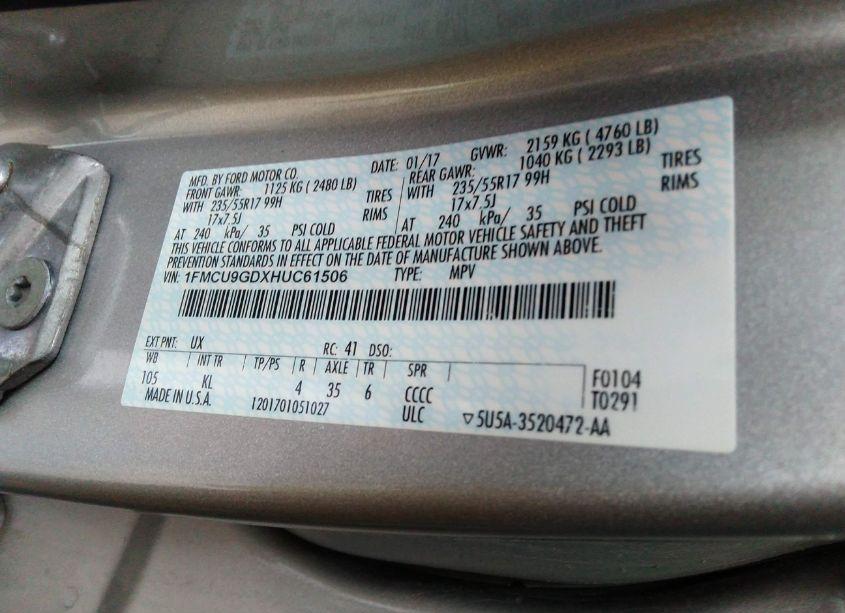 MFD. BY FORD MOTOR CO. DATE: 01/17 GVWR: 2159 KG ( 4760 LB)
FRONT GAWR: 1125 KG ( 2480 LB) REAR GAWR: 1040 KG ( 2293 LB)
WITH 235/55R17 99H TIRES WITH 235/55R17 99H TIRES
17x7.5J RIMS 17x7.5J RIMS
AT 240 kPa/ 35 PSI COLD AT 240 kPa/ 35 PSI COLD
THIS VEHICLE CONFORMS TO ALL APPLICABLE FEDERAL MOTOR VEHICLE SAFETY AND THEFT
PREVENTION STANDARDS IN EFFECT ON THE DATE OF MANUFACTURE SHOWN ABOVE.
VIN: 1FMCU9GDXHUC61506 TYPE: MPV
EXT PNT: UX RC: 41 DSO:
WB INT TR TP/PS R AXLE TR SPR
105 KL 4 35 6 CCCC F0104
MADE IN U.S.A. 1201701051027 ULC ▽5U5A-3520472-AA T0291